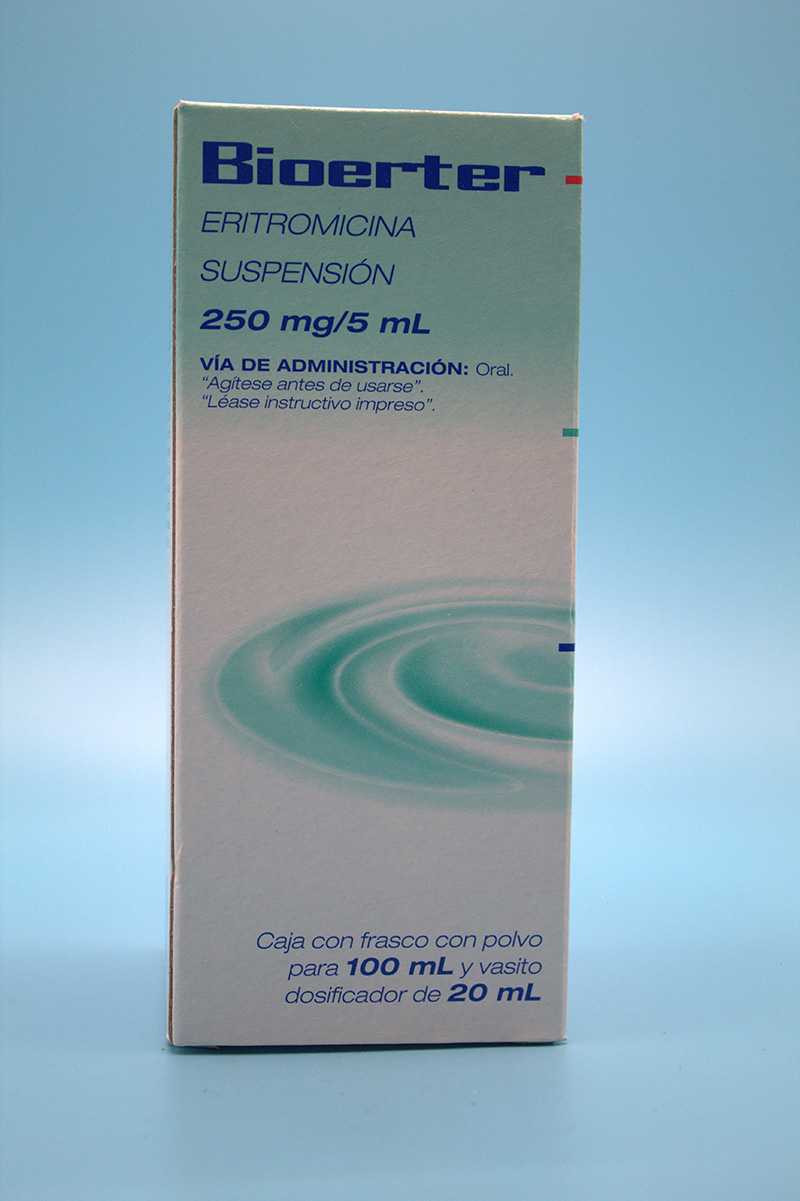 Bioerter
ERITROMICINA
SUSPENSIÓN
250 mg/5 mL
VÍA DE ADMINISTRACIÓN: Oral.
“Agítese antes de usarse”.
“Léase instructivo impreso”.
Caja con frasco con polvo
para 100 mL y vasito
dosificador de 20 mL